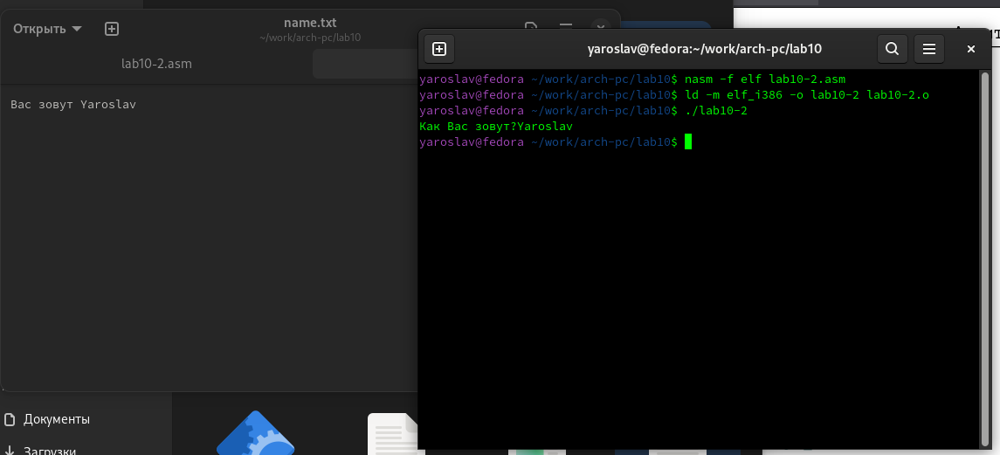 Открыть
name.txt
~/work/arch-pc/lab10
lab10-2.asm
Вас зовут Yaroslav
yaroslav@fedora:~/work/arch-pc/lab10
yaroslav@fedora ~/work/arch-pc/lab10$ nasm -f elf lab10-2.asm
yaroslav@fedora ~/work/arch-pc/lab10$ ld -m elf_i386 -o lab10-2 lab10-2.o
yaroslav@fedora ~/work/arch-pc/lab10$ ./lab10-2
Как Вас зовут?Yaroslav
yaroslav@fedora ~/work/arch-pc/lab10$
Документы
Загрузки